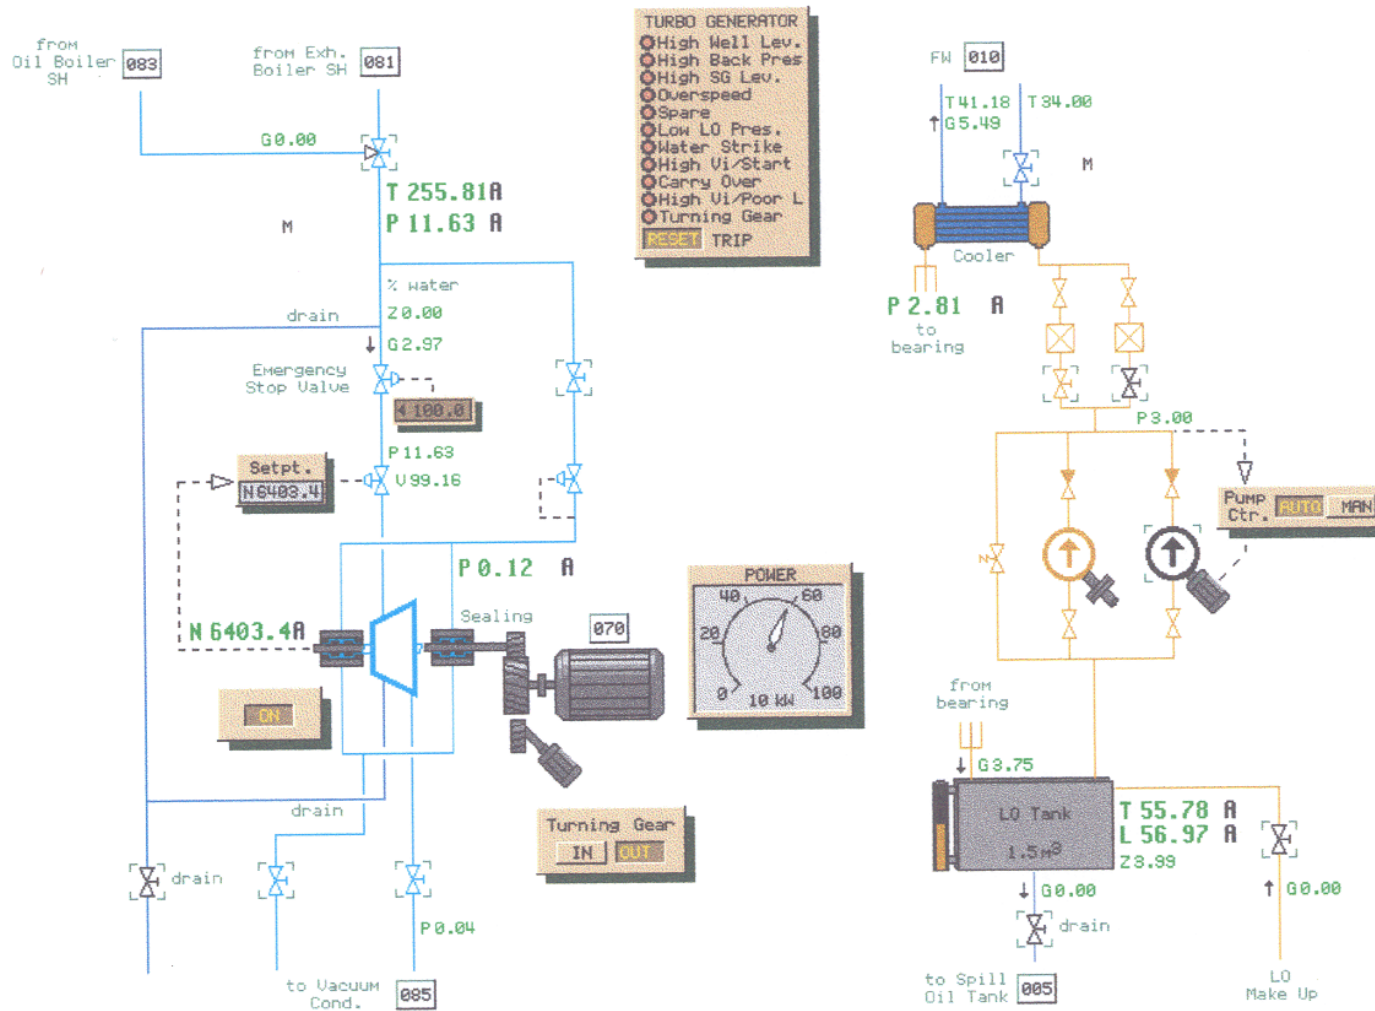 from
Oil Boiler
SH
083
from Exh.
Boiler SH
081
G0.00
T 255.81A
P 11.63 A
M
% water
Z0.00
drain
G2.97
Emergency
Stop Valve
100.0
P11.63
Setpt.
N6403.4
V99.16
P 0.12 A
Sealing
N 6403.4A
ON
070
drain
drain
P0.04
to Vacuum
Cond.
085
TURBO GENERATOR
High Well Lev.
High Back Pres
High SG Lev.
Overspeed
Spare
Low LO Pres.
Water Strike
High Vi/Start
Carry Over
High Vi/Poor L
Turning Gear
RESET TRIP
POWER
40 60
20 80
0 10 kW 100
Turning Gear
IN OUT
FW 010
T41.18 T34.00
G5.49
M
Cooler
P 2.81 A
to
bearing
P3.00
Pump
Ctr.
AUTO MAN
from
bearing
G3.75
LO Tank
1.5m3
T 55.78 A
L 56.97 A
Z3.99
G0.00
G0.00
drain
to Spill
Oil Tank
005
LO
Make Up